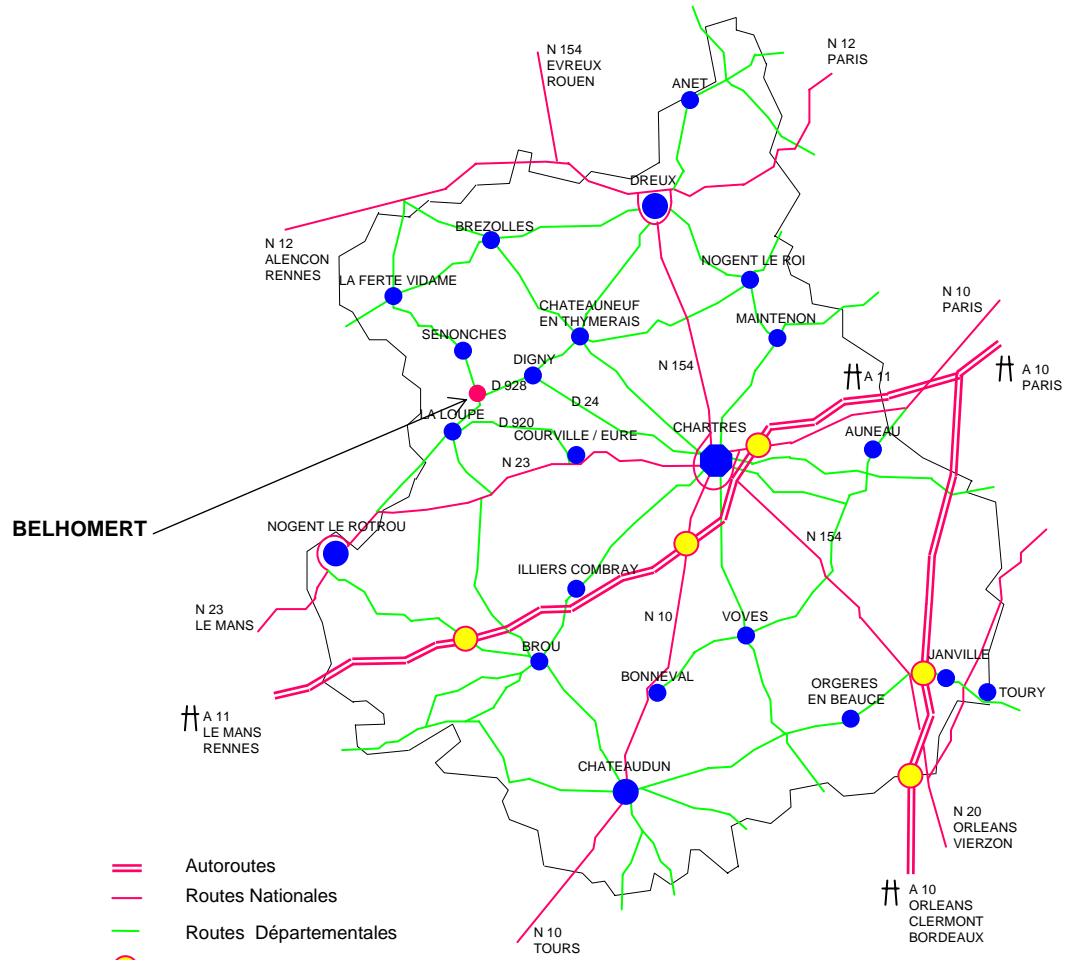 N 154
EVREUX
ROUEN
N 12
PARIS
ANET
DREUX
BREZOLLES
N 12
ALENCON
RENNES
NOGENT LE ROI
LA FERTE VIDAME
N 10
PARIS
CHATEAUNEUF
EN THYMERAIS
MAINTENON
SENONCHES
DIGNY
N 154
A 11
A 10
PARIS
D 928
D 24
LA LOUPE
D 920
CHARTRES
COURVILLE / EURE
AUNEAU
N 23
BELHOMERT
NOGENT LE ROTROU
N 154
ILLIERS COMBRAY
N 23
LE MANS
N 10
VOVES
BROU
JANVILLE
BONNEVAL
ORGERES
EN BEAUCE
TOURY
A 11
LE MANS
RENNES
CHATEAUDUN
N 20
ORLEANS
VIERZON
Autoroutes
Routes Nationales
A 10
ORLEANS
CLERMONT
BORDEAUX
Routes Départementales
N 10
TOURS